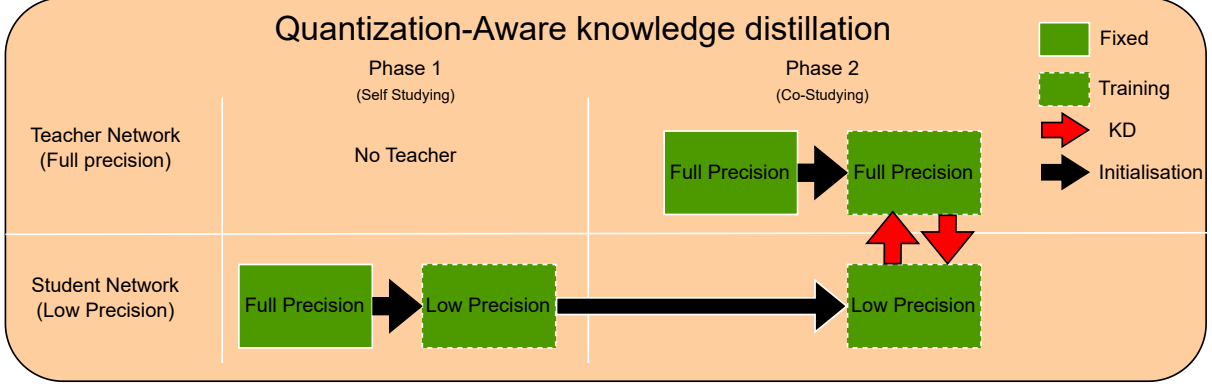 Quantization-Aware knowledge distillation
Phase 1
(Self Studying)
Phase 2
(Co-Studying)
Fixed
Training
KD
Initialisation
Teacher Network
(Full precision)
No Teacher
Full Precision
Full Precision
Student Network
(Low Precision)
Full Precision
Low Precision
Low Precision